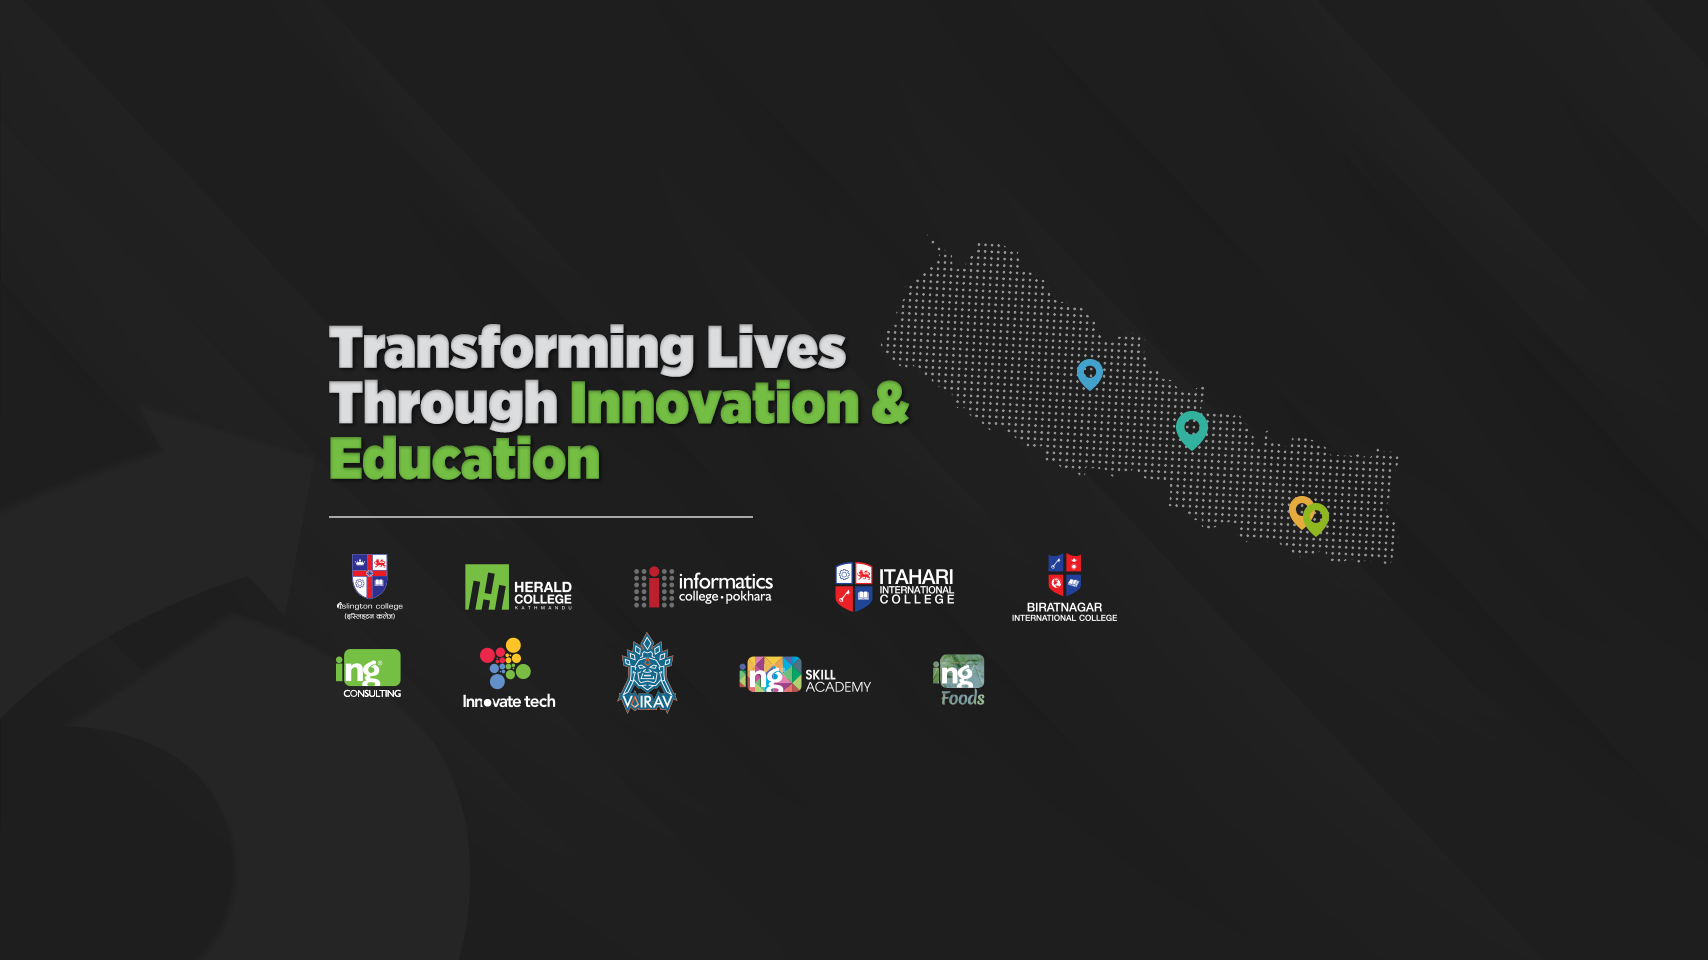 Transforming Lives
Through Innovation &
Education
islington college
(इस्लिङ्टन कलेज)
HERALD
COLLEGE
KATHMANDU
informatics
college • pokhara
ITAHARI
INTERNATIONAL
COLLEGE
BIRATNAGAR
INTERNATIONAL COLLEGE
ing®
CONSULTING
Innovate tech
VAIRAV
ing
SKILL
ACADEMY
ing
Foods